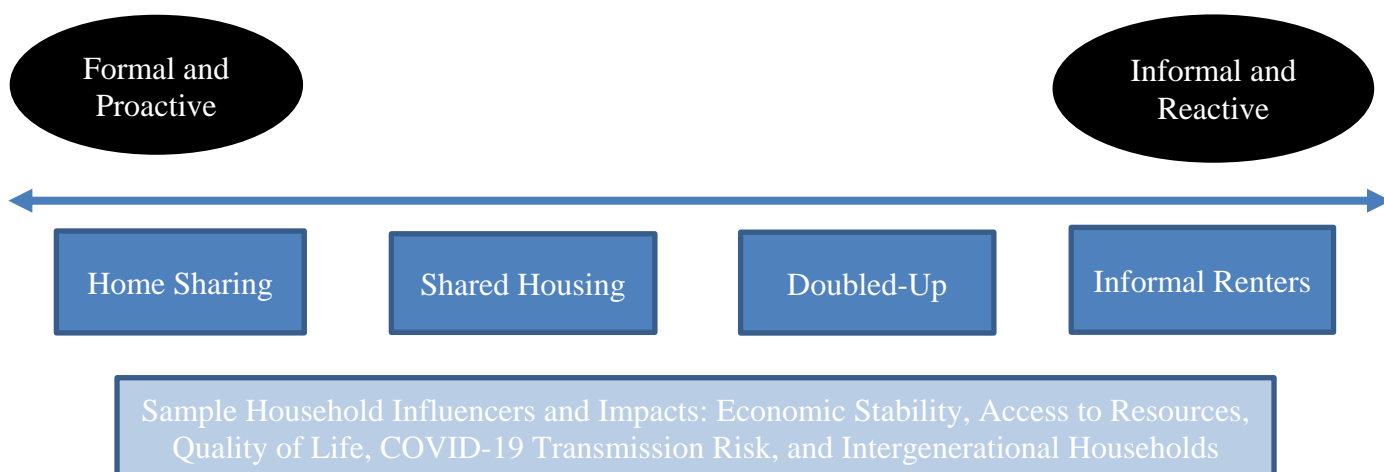 Formal and
Proactive
Informal and
Reactive
Home Sharing
Shared Housing
Doubled-Up
Informal Renters
Sample Household Influencers and Impacts: Economic Stability, Access to Resources,
Quality of Life, COVID-19 Transmission Risk, and Intergenerational Households